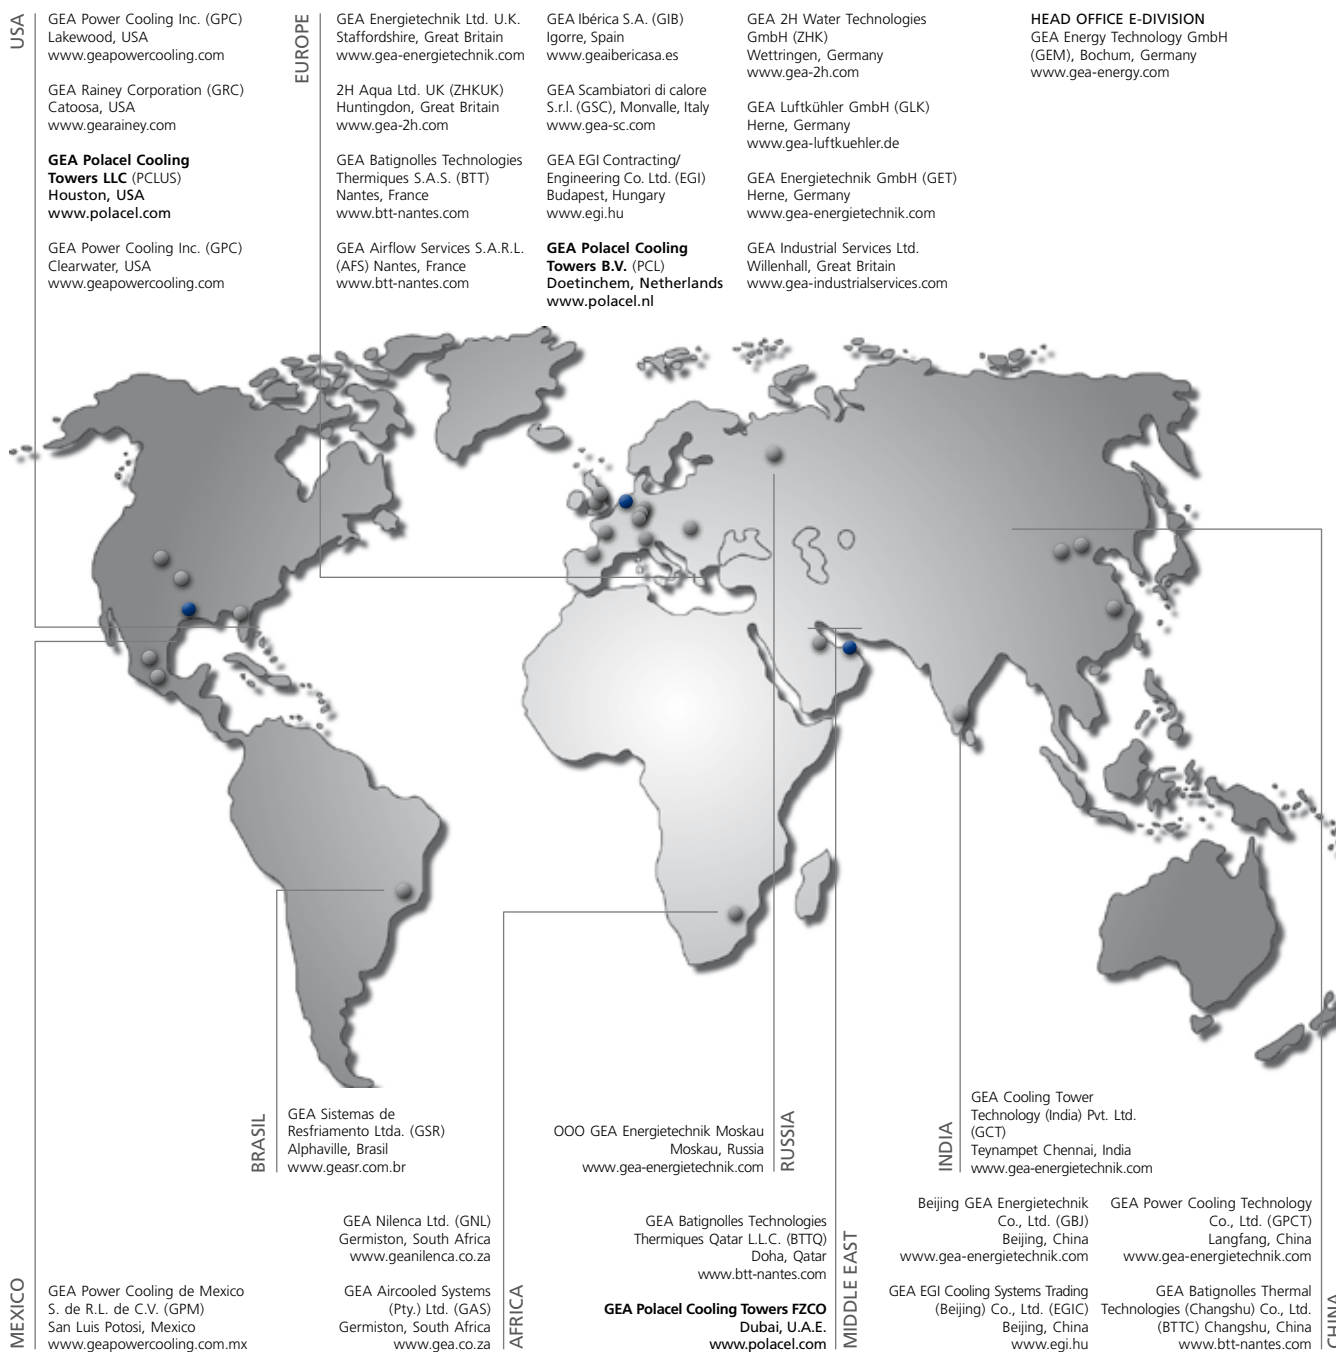 USA
GEA Power Cooling Inc. (GPC)
Lakewood, USA
www.geapowercooling.com
GEA Rainey Corporation (GRC)
Catoosa, USA
www.gearainey.com
GEA Polacel Cooling
Towers LLC (PCLUS)
Houston, USA
www.polacel.com
GEA Power Cooling Inc. (GPC)
Clearwater, USA
www.geapowercooling.com
EUROPE
GEA Energietechnik Ltd. U.K.
Staffordshire, Great Britain
www.gea-energietechnik.com
2H Aqua Ltd. UK (ZHKUK)
Huntingdon, Great Britain
www.gea-2h.com
GEA Batignolles Technologies
Thermiques S.A.S. (BTT)
Nantes, France
www.btt-nantes.com
GEA Airflow Services S.A.R.L.
(AFS) Nantes, France
www.btt-nantes.com
GEA Ibérica S.A. (GIB)
Igorre, Spain
www.geaibericasa.es
GEA Scambiatori di calore
S.r.l. (GSC), Monvalle, Italy
www.gea-sc.com
GEA EGI Contracting/
Engineering Co. Ltd. (EGI)
Budapest, Hungary
www.egi.hu
GEA Polacel Cooling
Towers B.V. (PCL)
Doetinchem, Netherlands
www.polacel.nl
GEA 2H Water Technologies
GmbH (ZHK)
Wettringen, Germany
www.gea-2h.com
GEA Luftkühler GmbH (GLK)
Herne, Germany
www.gea-luftkuehler.de
GEA Energietechnik GmbH (GET)
Herne, Germany
www.gea-energietechnik.com
GEA Industrial Services Ltd.
Willenhall, Great Britain
www.gea-industrialservices.com
HEAD OFFICE E-DIVISION
GEA Energy Technology GmbH
(GEM), Bochum, Germany
www.gea-energy.com
BRASIL
GEA Sistemas de
Resfriamento Ltda. (GSR)
Alphaville, Brasil
www.geasr.com.br
OOO GEA Energietechnik Moskau
Moskau, Russia
www.gea-energietechnik.com
RUSSIA
INDIA
GEA Cooling Tower
Technology (India) Pvt. Ltd.
(GCT)
Teynampet Chennai, India
www.gea-energietechnik.com
MEXICO
GEA Power Cooling de Mexico
S. de R.L. de C.V. (GPM)
San Luis Potosi, Mexico
www.geapowercooling.com.mx
GEA Nilenca Ltd. (GNL)
Germiston, South Africa
www.geanilenca.co.za
GEA Aircooled Systems
(Pty.) Ltd. (GAS)
Germiston, South Africa
www.gea.co.za
AFRICA
GEA Batignolles Technologies
Thermiques Qatar L.L.C. (BTTQ)
Doha, Qatar
www.btt-nantes.com
GEA Polacel Cooling Towers FZCO
Dubai, U.A.E.
www.polacel.com
MIDDLE EAST
Beijing GEA Energietechnik
Co., Ltd. (GBJ)
Beijing, China
www.gea-energietechnik.com
GEA EGI Cooling Systems Trading
(Beijing) Co., Ltd. (EGIC)
Beijing, China
www.egi.hu
GEA Power Cooling Technology
Co., Ltd. (GPCT)
Langfang, China
www.gea-energietechnik.com
GEA Batignolles Thermal
Technologies (Changshu) Co., Ltd.
(BTTC) Changshu, China
www.btt-nantes.com
CHINA